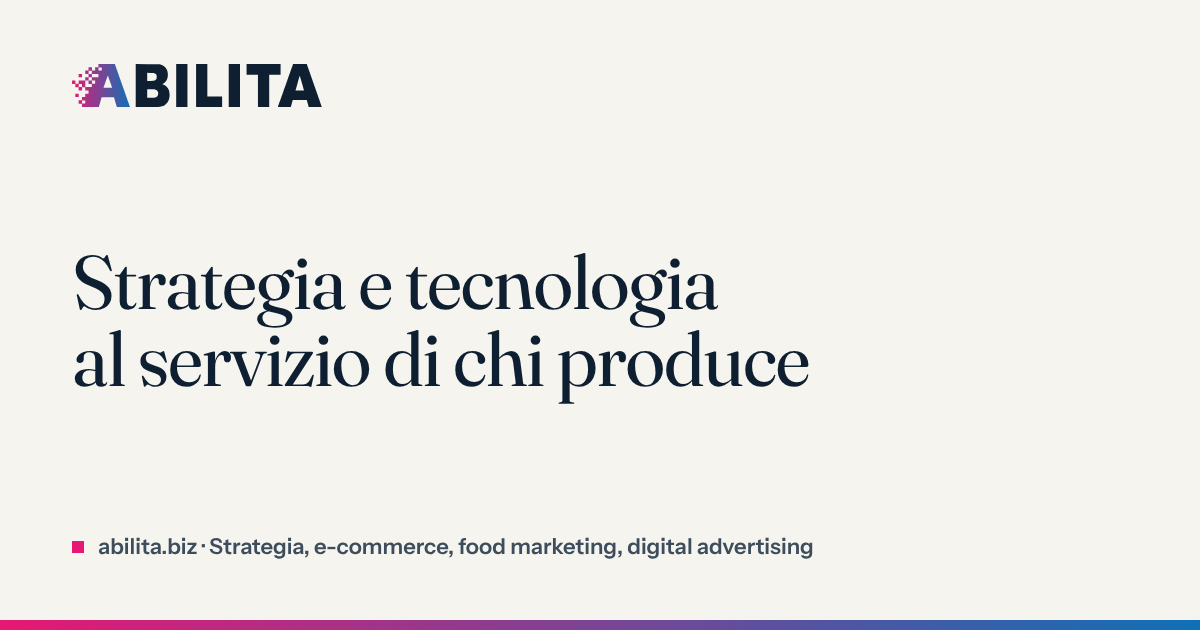 ABILITA
Strategia e tecnologia
al servizio di chi produce
abilita.biz · Strategia, e-commerce, food marketing, digital advertising